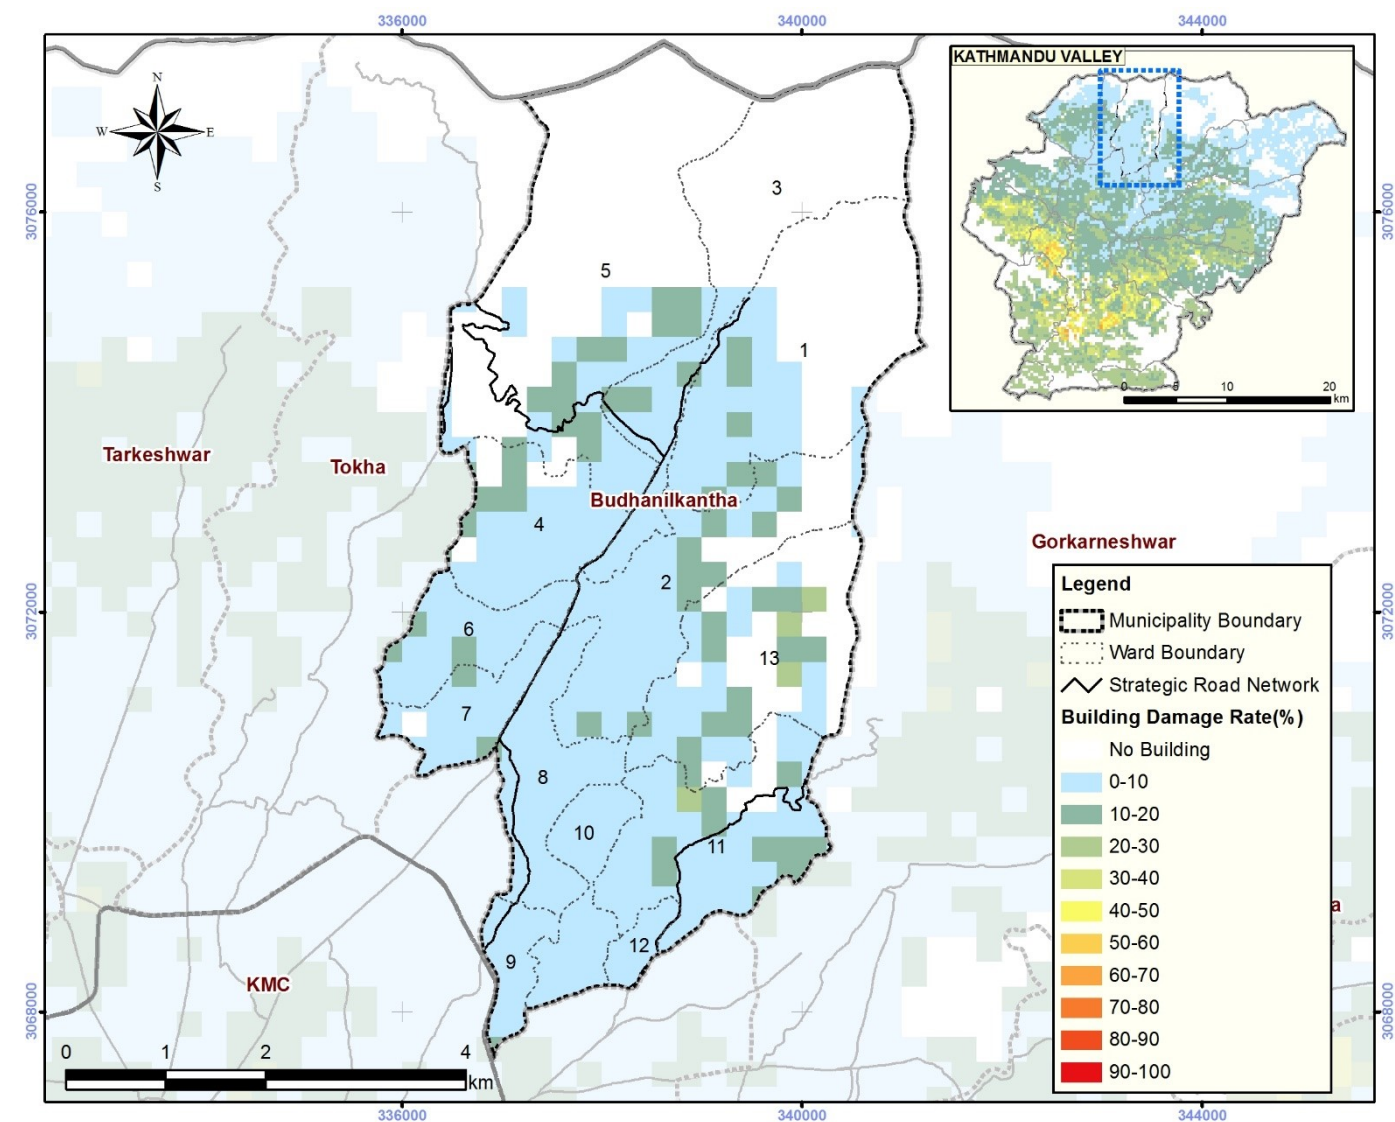 336000
340000
344000
KATHMANDU VALLEY
0
5
10
20
km
N
W
E
S
3076000
3076000
3
5
1
Tarkeshwar
Tokha
Budhanilkantha
4
Gorkarneshwar
2
3072000
3072000
6
13
7
8
10
11
12
9
KMC
a
3068000
3068000
Legend
Municipality Boundary
Ward Boundary
Strategic Road Network
Building Damage Rate(%)
No Building
0-10
10-20
20-30
30-40
40-50
50-60
60-70
70-80
80-90
90-100
0
1
2
4
km
336000
340000
344000